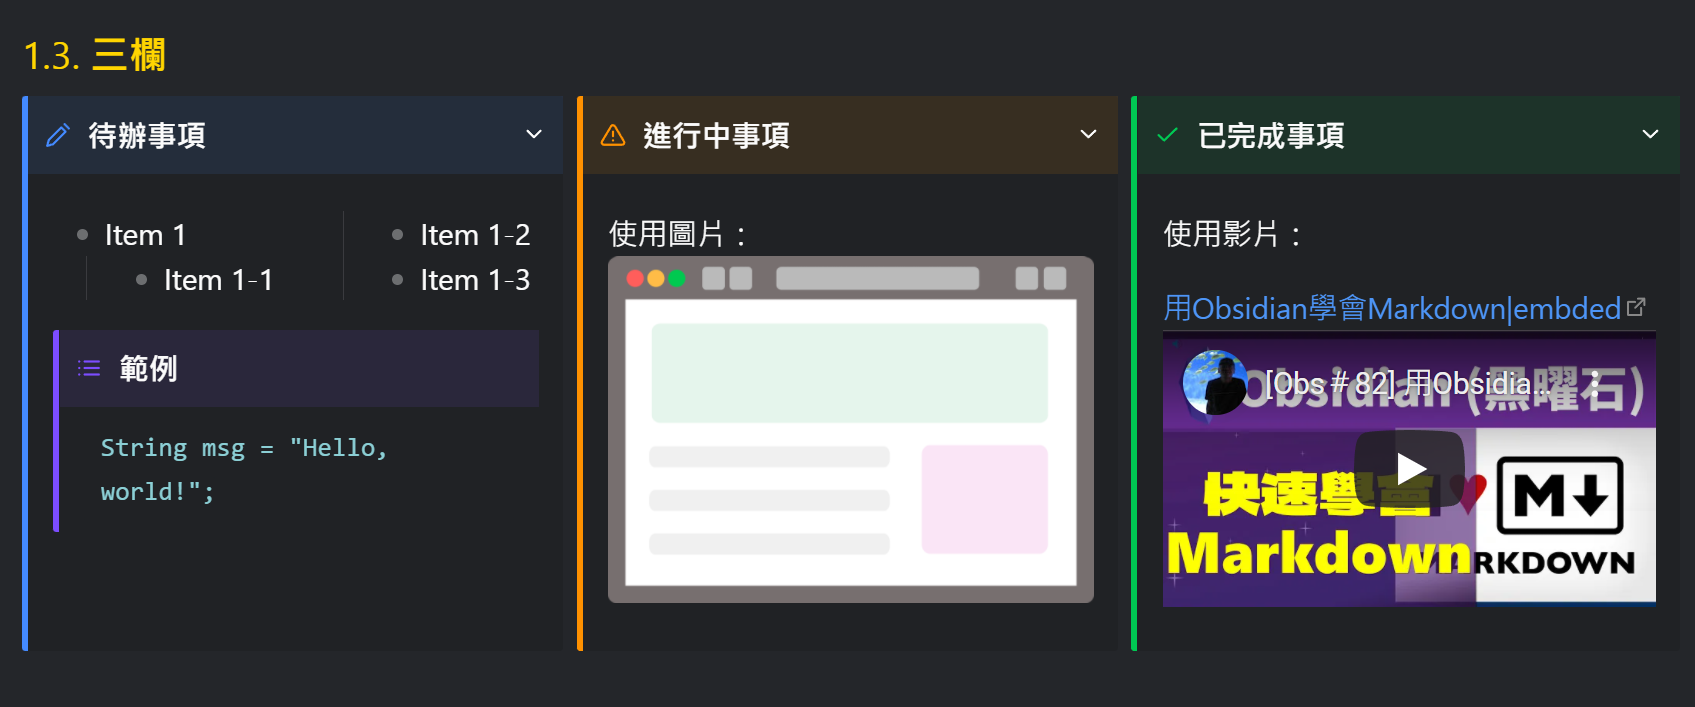 1.3. 三欄
待辦事項
Item 1
Item 1-1
Item 1-2
Item 1-3
範例
String msg = "Hello,
world!";
進行中事項
使用圖片：
已完成事項
使用影片：
用Obsidian學會Markdown|embded
[Obs # 82] 用Obsidia...
Obsidian (黑曜石)
快速學會
Markdown
MARKDOWN